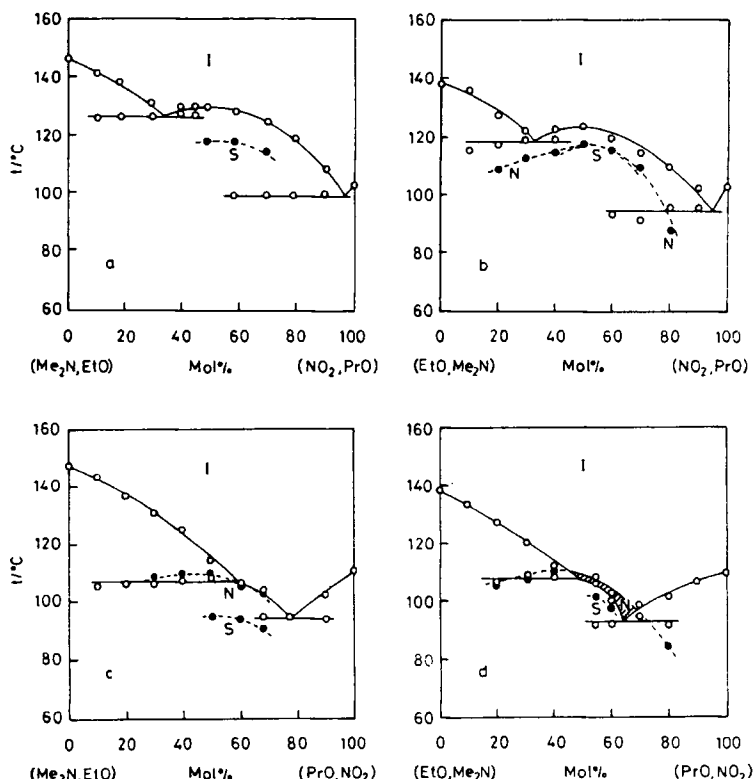 160
140
120
100
80
60
t/°C
I
S
a
0 20 40 60 80 100
(Me₂N,EtO) Mol% (NO₂,PrO)
160
140
120
100
80
60
I
N
S
N
b
0 20 40 60 80 100
(EtO,Me₂N) Mol% (NO₂,PrO)
160
140
120
100
80
60
t/°C
I
N
S
c
0 20 40 60 80 100
(Me₂N,EtO) Mol% (PrO,NO₂)
160
140
120
100
80
60
I
S
d
0 20 40 60 80 100
(EtO,Me₂N) Mol% (PrO,NO₂)